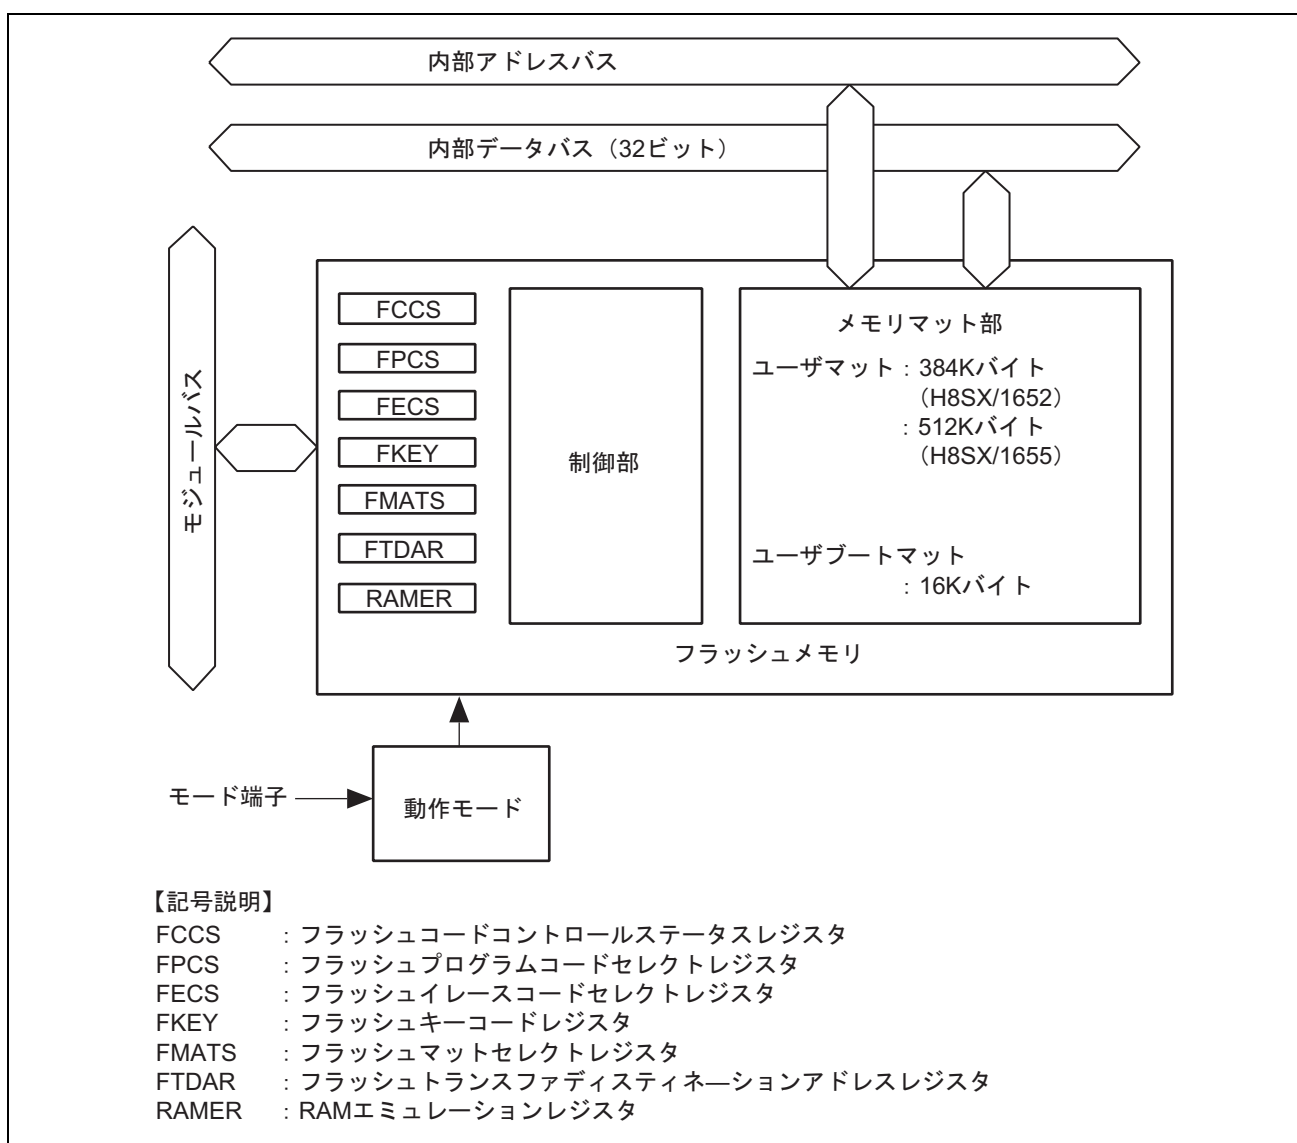 内部アドレスバス
内部データバス（32ビット）
モジュールバス
FCCS
FPCS
FECS
FKEY
FMATS
FTDAR
RAMER
制御部
メモリマット部
ユーザマット：384Kバイト
（H8SX/1652）
：512Kバイト
（H8SX/1655）
ユーザブートマット
：16Kバイト
フラッシュメモリ
モード端子
動作モード
【記号説明】
FCCS ：フラッシュコードコントロールステータスレジスタ
FPCS ：フラッシュプログラムコードセレクトレジスタ
FECS ：フラッシュイレースコードセレクトレジスタ
FKEY ：フラッシュキーコードレジスタ
FMATS ：フラッシュマットセレクトレジスタ
FTDAR ：フラッシュトランスファディスティネ―ションアドレスレジスタ
RAMER ：RAMエミュレーションレジスタ